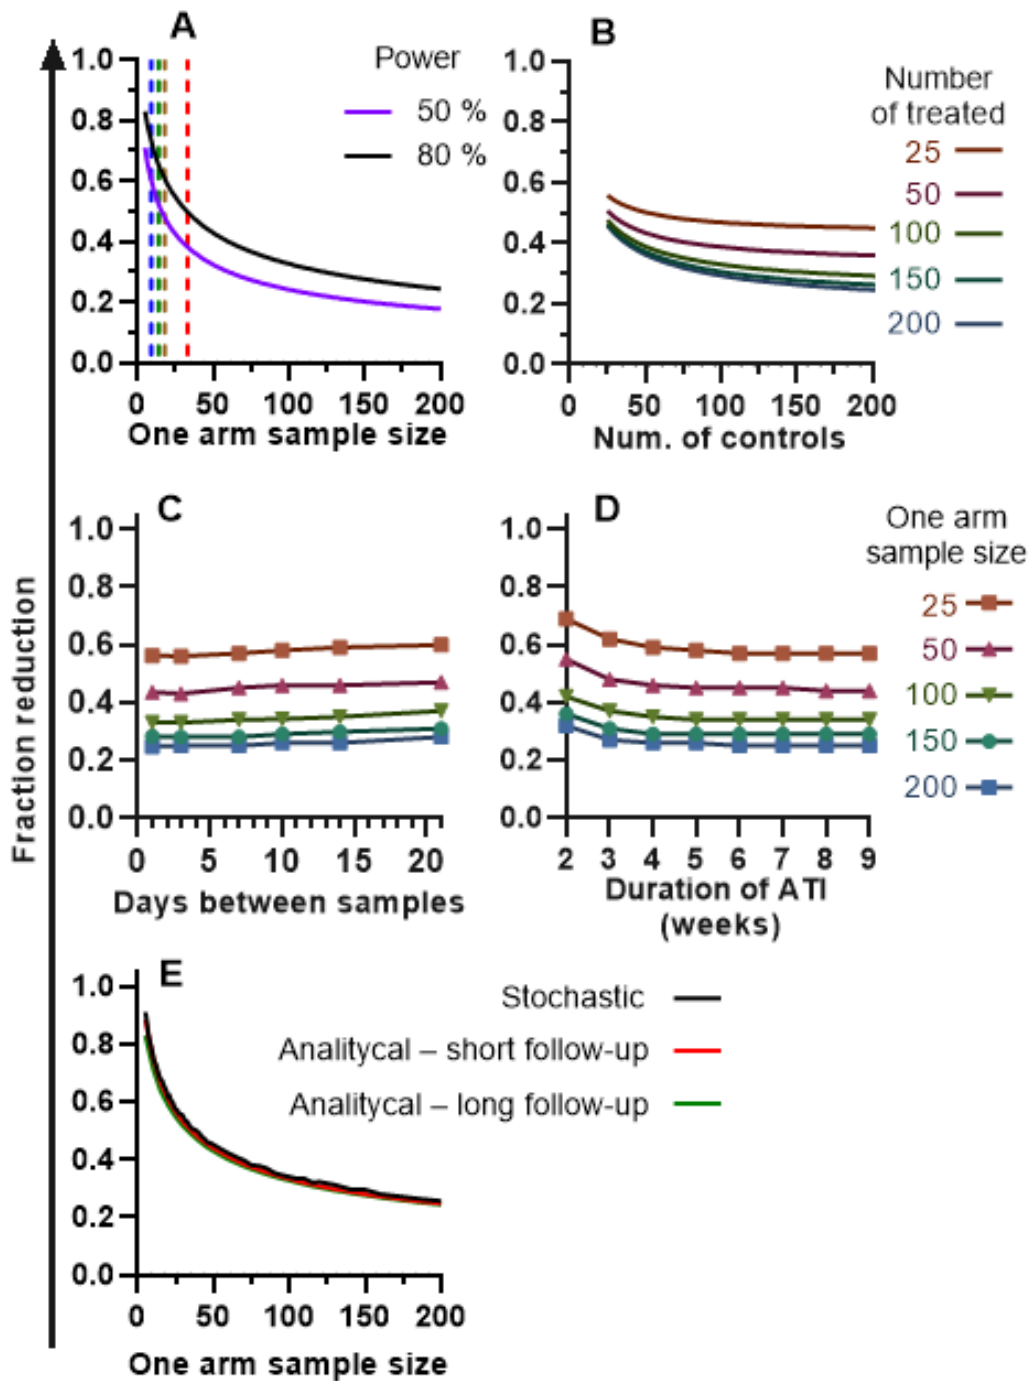 A
Power
50 %
80 %
1.0
0.8
0.6
0.4
0.2
0.0
0 50 100 150 200
One arm sample size
B
Number
of treated
25
50
100
150
200
1.0
0.8
0.6
0.4
0.2
0.0
0 50 100 150 200
Num. of controls
Fraction reduction
C
1.0
0.8
0.6
0.4
0.2
0.0
0 5 10 15 20
Days between samples
D
One arm
sample size
25
50
100
150
200
1.0
0.8
0.6
0.4
0.2
0.0
2 3 4 5 6 7 8 9
Duration of ATI
(weeks)
E
Stochastic
Analitycal – short follow-up
Analitycal – long follow-up
1.0
0.8
0.6
0.4
0.2
0.0
0 50 100 150 200
One arm sample size